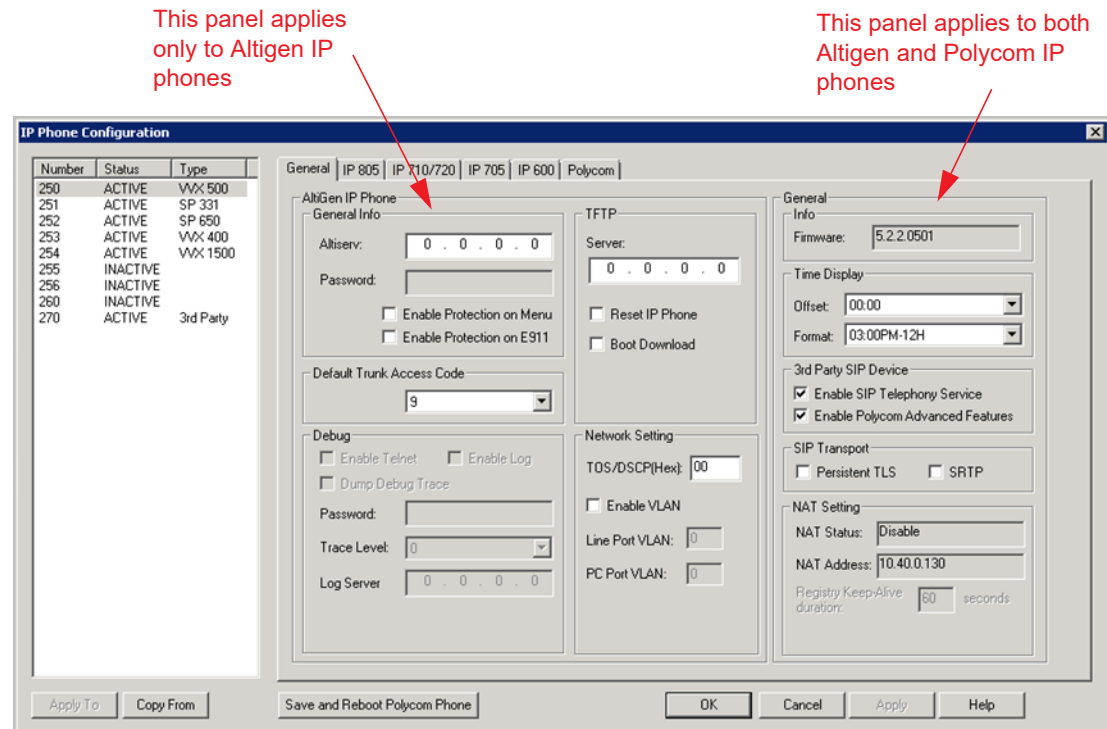 This panel applies
only to Altigen IP
phones
This panel applies to both
Altigen and Polycom IP
phones
IP Phone Configuration
Number Status Type
250 ACTIVE VVX 500
251 ACTIVE SP 331
252 ACTIVE SP 650
253 ACTIVE VVX 400
254 ACTIVE VVX 1500
255 INACTIVE
256 INACTIVE
260 INACTIVE
270 ACTIVE 3rd Party
General IP 805 IP 710/720 IP 705 IP 600 Polycom
AltiGen IP Phone
General Info
Altiserv: 0 . 0 . 0 . 0
Password:
Enable Protection on Menu
Enable Protection on E911
Default Trunk Access Code
9
Debug
Enable Telnet Enable Log
Dump Debug Trace
Password:
Trace Level: 0
Log Server 0 . 0 . 0 . 0
TFTP
Server:
0 . 0 . 0 . 0
Reset IP Phone
Boot Download
Network Setting
TOS/DSCP(Hex): 00
Enable VLAN
Line Port VLAN: 0
PC Port VLAN: 0
General
Info
Firmware: 5.2.2.0501
Time Display
Offset: 00:00
Format: 03:00PM-12H
3rd Party SIP Device
Enable SIP Telephony Service
Enable Polycom Advanced Features
SIP Transport
Persistent TLS SRTP
NAT Setting
NAT Status: Disable
NAT Address: 10.40.0.130
Registry Keep-Alive
duration: 60 seconds
Apply To Copy From Save and Reboot Polycom Phone OK Cancel Apply Help